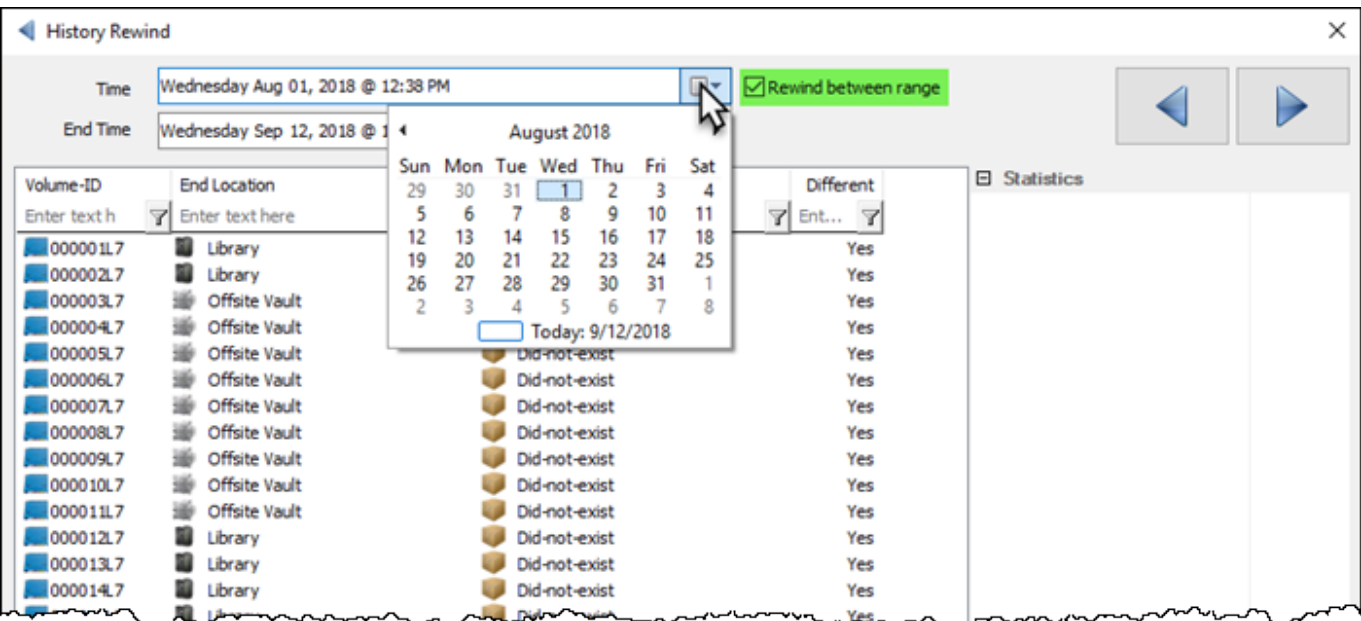 History Rewind
Time Wednesday Aug 01, 2018 @ 12:38 PM Rewind between range
End Time Wednesday Sep 12, 2018 @ 1
August 2018
Sun Mon Tue Wed Thu Fri Sat
29 30 31 1 2 3 4
5 6 7 8 9 10 11
12 13 14 15 16 17 18
19 20 21 22 23 24 25
26 27 28 29 30 31 1
2 3 4 5 6 7 8
Today: 9/12/2018
Volume-ID End Location Different Statistics
Enter text h Enter text here Ent...
000001L7 Library Yes
000002L7 Library Yes
000003L7 Offsite Vault Yes
000004L7 Offsite Vault Yes
000005L7 Offsite Vault Did-not-exist Yes
000006L7 Offsite Vault Did-not-exist Yes
000007L7 Offsite Vault Did-not-exist Yes
000008L7 Offsite Vault Did-not-exist Yes
000009L7 Offsite Vault Did-not-exist Yes
000010L7 Offsite Vault Did-not-exist Yes
000011L7 Offsite Vault Did-not-exist Yes
000012L7 Library Did-not-exist Yes
000013L7 Library Did-not-exist Yes
000014L7 Library Did-not-exist Yes
Yes